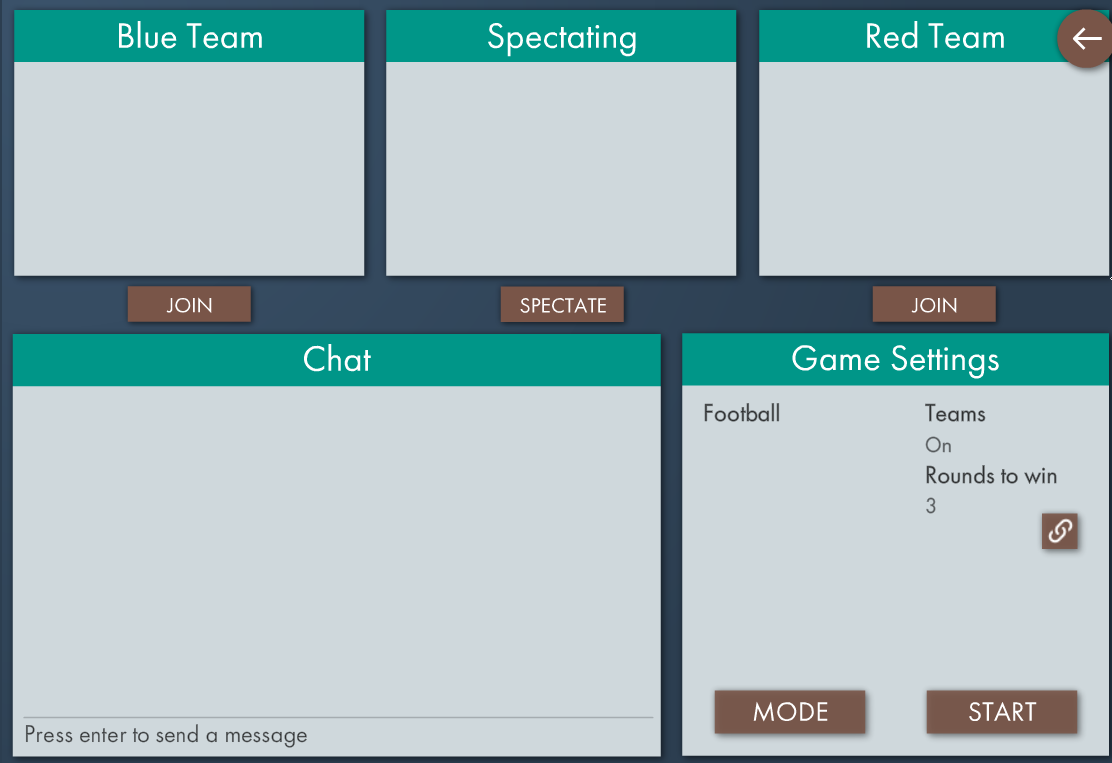 Blue Team
Spectating
Red Team
JOIN
SPECTATE
JOIN
Chat
Press enter to send a message
Game Settings
Football
Teams
On
Rounds to win
3
MODE
START